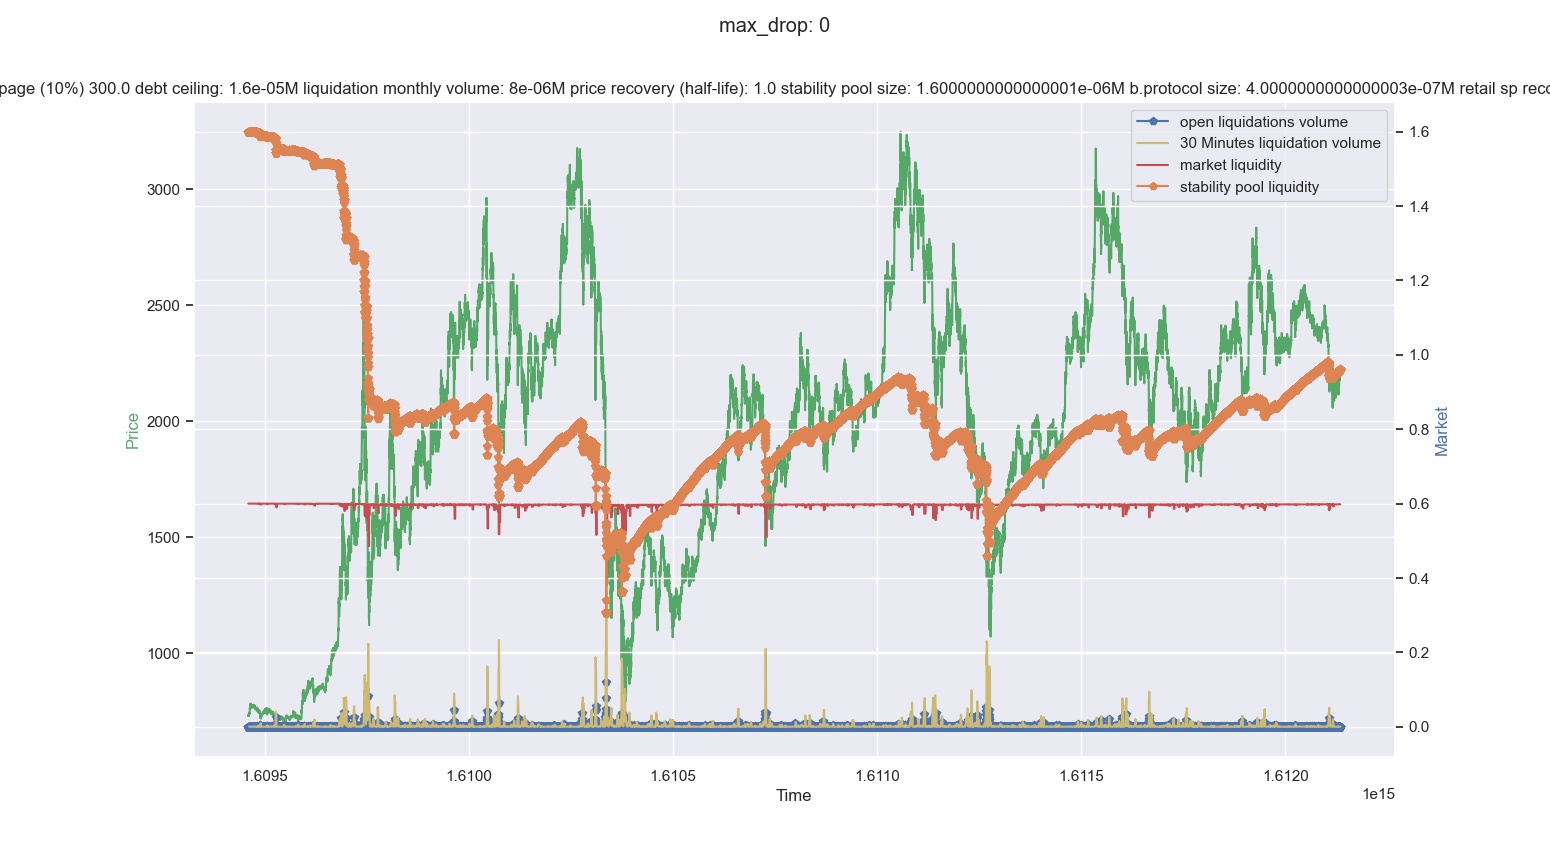 max_drop: 0
page (10%) 300.0 debt ceiling: 1.6e-05M liquidation monthly volume: 8e-06M price recovery (half-life): 1.0 stability pool size: 1.6000000000000001e-06M b.protocol size: 4.0000000000000003e-07M retail sp reco
open liquidations volume
30 Minutes liquidation volume
market liquidity
stability pool liquidity
3000
2500
2000
1500
1000
Price
1.6
1.4
1.2
1.0
0.8
0.6
0.4
0.2
0.0
Market
1.6095 1.6100 1.6105 1.6110 1.6115 1.6120
1e15
Time